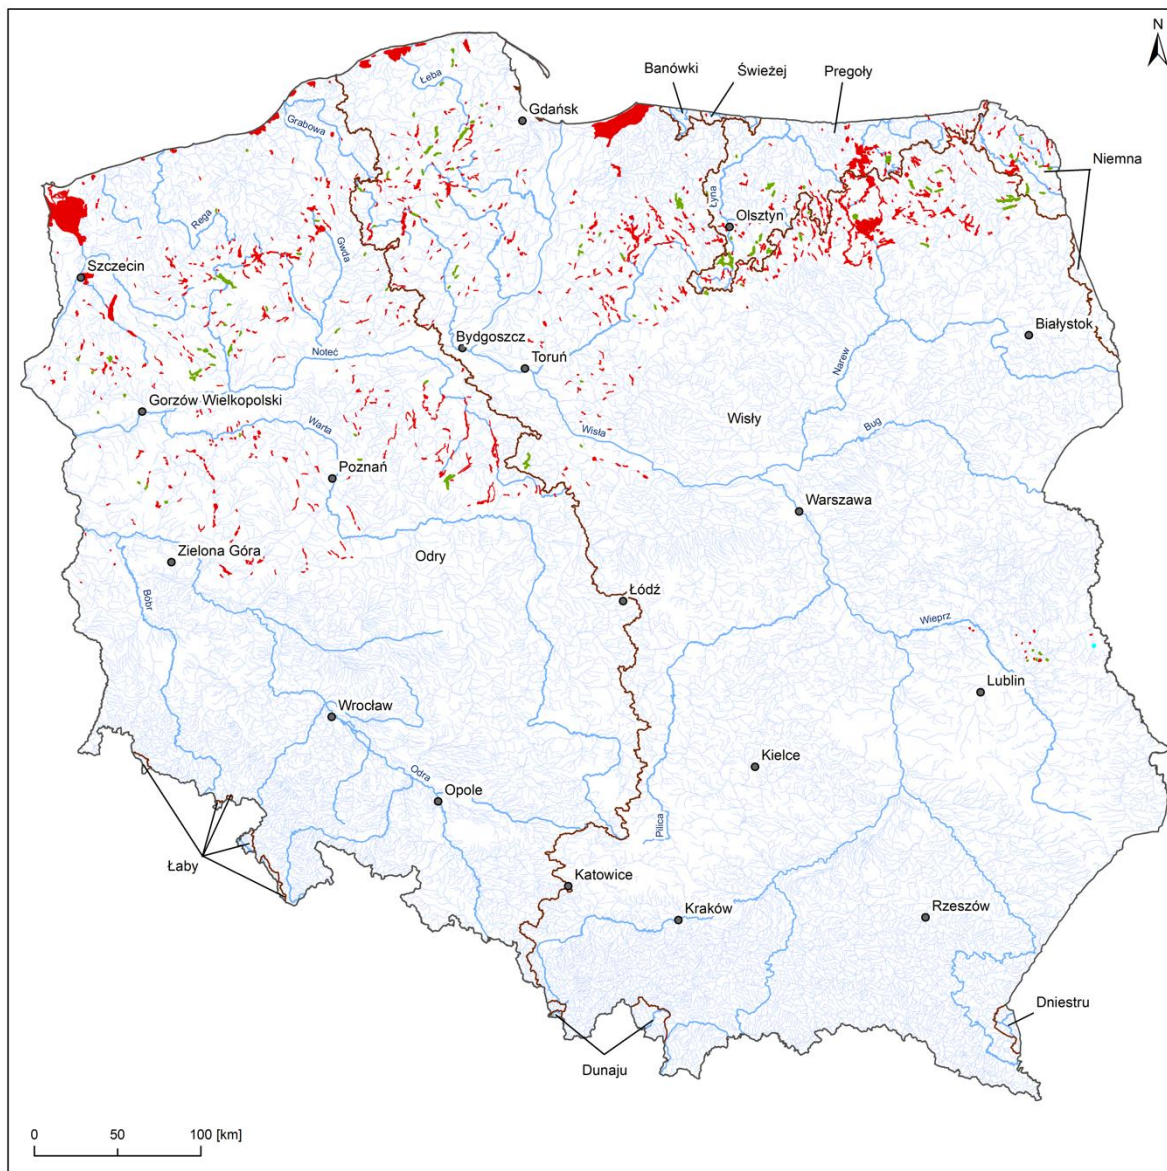 N
Banówki
Świeżej
Pregoły
Łeba
Gdańsk
Grabowa
Niemna
Łyna
Olsztyn
Rega
Gwda
Szczecin
Bydgoszcz
Białystok
Noteć
Toruń
Narew
Gorzów Wielkopolski
Warta
Wisła
Wisły
Bug
Poznań
Warszawa
Zielona Góra
Odry
Bóbr
Łódź
Wieprz
Lublin
Wrocław
Kielce
Odra
Opole
Pilica
Łaby
Katowice
Kraków
Rzeszów
Dniestru
Dunaju
0 50 100 [km]